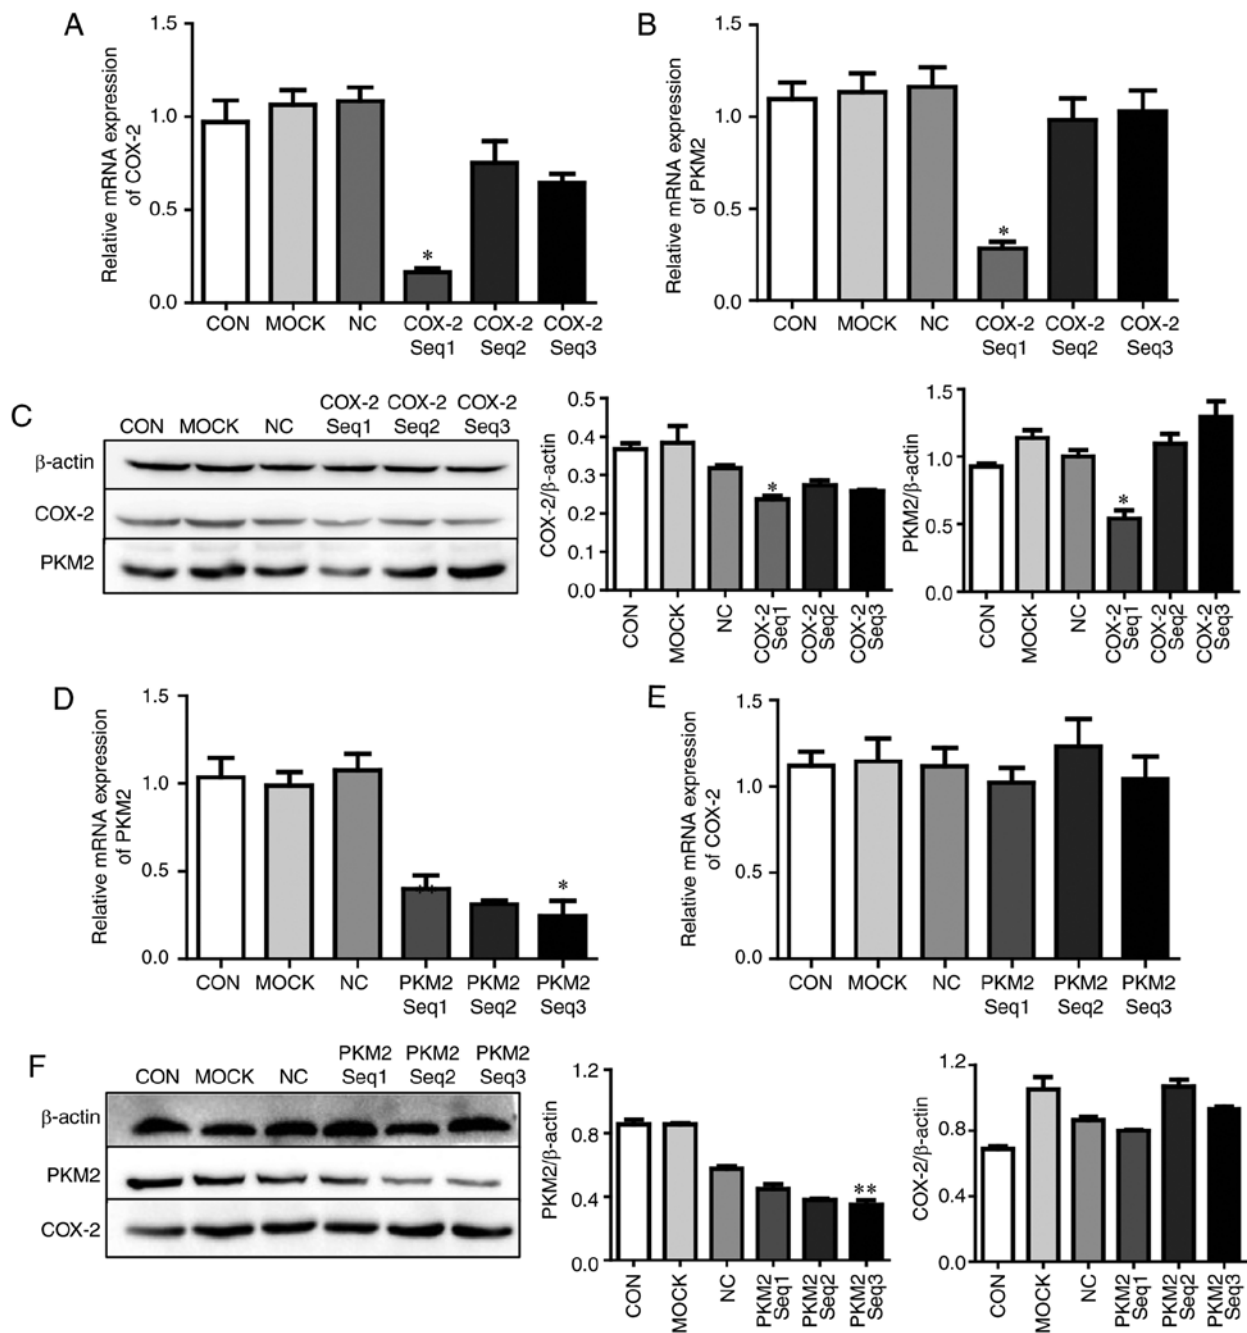 A
Relative mRNA expression
of COX-2
1.5
1.0
0.5
0.0
*
CON MOCK NC COX-2 COX-2 COX-2
Seq1 Seq2 Seq3
B
Relative mRNA expression
of PKM2
1.5
1.0
0.5
0.0
*
CON MOCK NC COX-2 COX-2 COX-2
Seq1 Seq2 Seq3
C
COX-2 COX-2 COX-2
CON MOCK NC Seq1 Seq2 Seq3
β-actin
COX-2
PKM2
COX-2/β-actin
0.5
0.4
0.3
0.2
0.1
0.0
*
CON
MOCK
NC
COX-2
Seq1
COX-2
Seq2
COX-2
Seq3
PKM2/β-actin
1.5
1.0
0.5
0.0
*
CON
MOCK
NC
COX-2
Seq1
COX-2
Seq2
COX-2
Seq3
D
Relative mRNA expression
of PKM2
1.5
1.0
0.5
0.0
*
CON MOCK NC PKM2 PKM2 PKM2
Seq1 Seq2 Seq3
E
Relative mRNA expression
of COX-2
1.5
1.0
0.5
0.0
CON MOCK NC PKM2 PKM2 PKM2
Seq1 Seq2 Seq3
F
PKM2 PKM2 PKM2
CON MOCK NC Seq1 Seq2 Seq3
β-actin
PKM2
COX-2
PKM2/β-actin
1.2
0.8
0.4
0.0
**
CON
MOCK
NC
PKM2
Seq1
PKM2
Seq2
PKM2
Seq3
COX-2/β-actin
1.2
0.8
0.4
0.0
CON
MOCK
NC
PKM2
Seq1
PKM2
Seq2
PKM2
Seq3